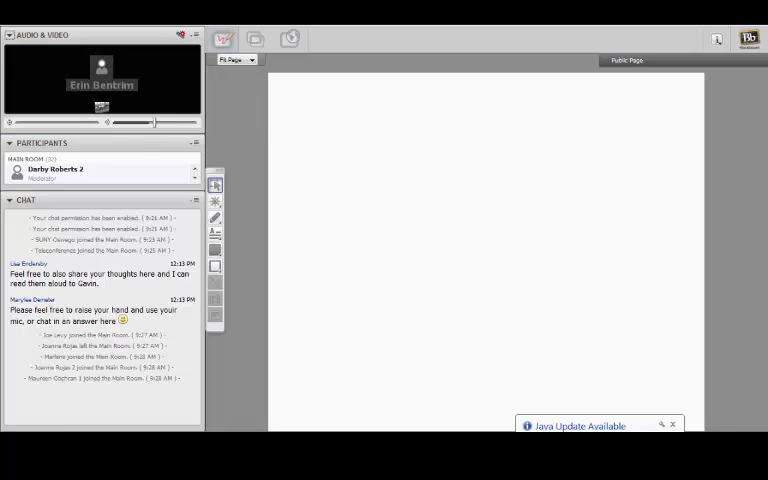 AUDIO & VIDEO
Erin Bentrim
PARTICIPANTS
MAIN ROOM (32)
Darby Roberts 2
Moderator
CHAT
- Your chat permission has been enabled. ( 9:21 AM ) -
- Your chat permission has been enabled. ( 9:21 AM ) -
- SUNY Oswego joined the Main Room. ( 9:23 AM ) -
- Teleconference joined the Main Room. ( 9:25 AM ) -
Lisa Endersby 12:13 PM
Feel free to also share your thoughts here and I can
read them aloud to Gavin.
Marylee Demeter 12:13 PM
Please feel free to raise your hand and use your
mic, or chat in an answer here
- Joe Levy joined the Main Room. ( 9:27 AM ) -
- Joanna Rojas left the Main Room. ( 9:27 AM ) -
- Marlene joined the Main Room. ( 9:28 AM ) -
- Joanna Rojas 2 joined the Main Room. ( 9:28 AM ) -
- Maureen Cochran 1 joined the Main Room. ( 9:28 AM ) -
Fit Page
Public Page
Bb
Java Update Available